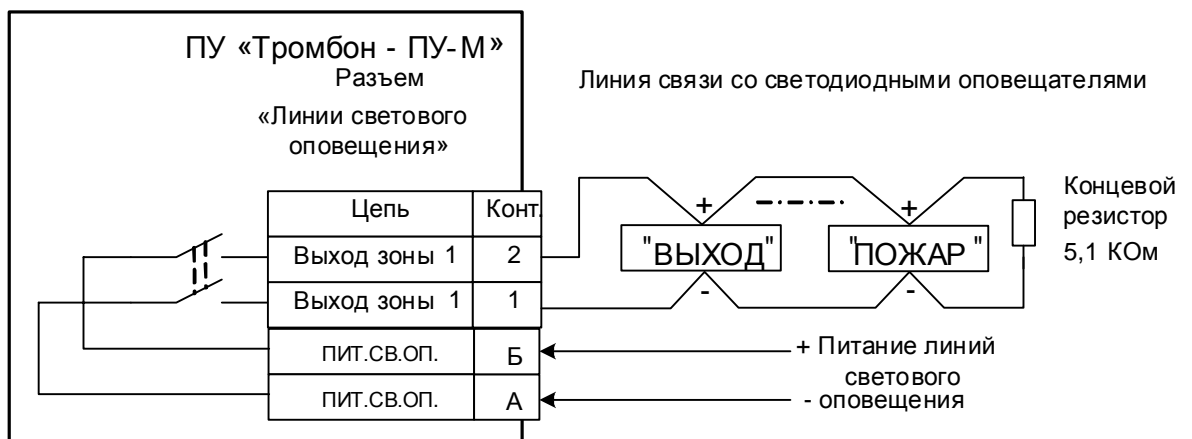 ПУ «Тромбон - ПУ-М»
Разъем
«Линии светового
оповещения»
Линия связи со светодиодными оповещателями
Цепь Конт.
Выход зоны 1 2
Выход зоны 1 1
ПИТ.СВ.ОП. Б
ПИТ.СВ.ОП. А
+ +
"ВЫХОД" "ПОЖАР "
- -
Концевой
резистор
5,1 КОм
+ Питание линий
светового
- оповещения